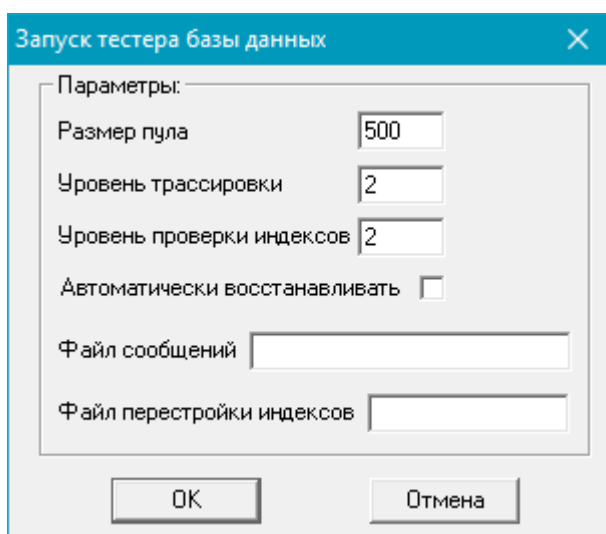 Запуск тестера базы данных
Параметры:
Размер пула 500
Уровень трассировки 2
Уровень проверки индексов 2
Автоматически восстанавливать
Файл сообщений
Файл перестройки индексов
OK Отмена